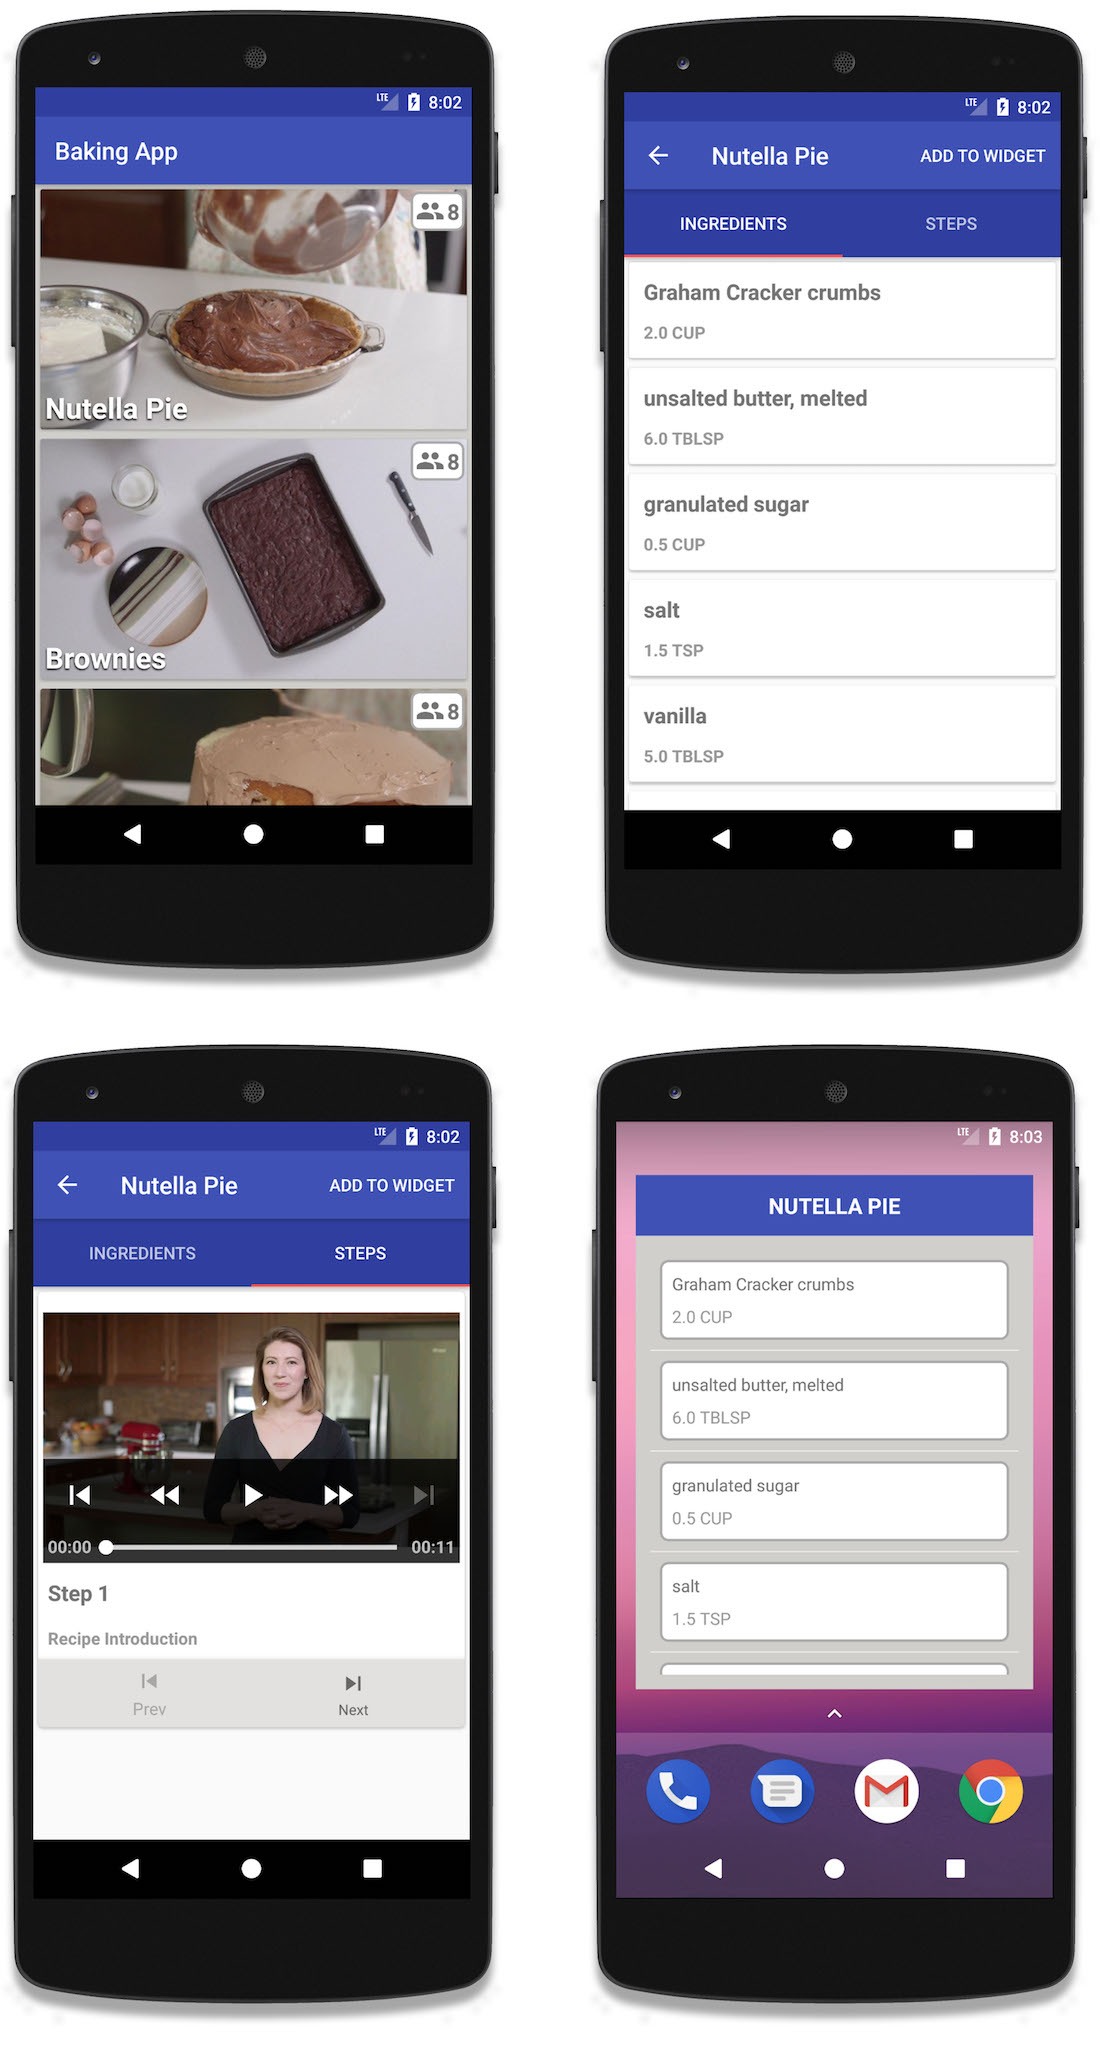 LTE 8:02
Baking App
8
Nutella Pie
8
Brownies
8
LTE 8:02
Nutella Pie ADD TO WIDGET
INGREDIENTS STEPS
Graham Cracker crumbs
2.0 CUP
unsalted butter, melted
6.0 TBLSP
granulated sugar
0.5 CUP
salt
1.5 TSP
vanilla
5.0 TBLSP
LTE 8:02
Nutella Pie ADD TO WIDGET
INGREDIENTS STEPS
00:00 00:11
Step 1
Recipe Introduction
Prev Next
LTE 8:03
NUTELLA PIE
Graham Cracker crumbs
2.0 CUP
unsalted butter, melted
6.0 TBLSP
granulated sugar
0.5 CUP
salt
1.5 TSP